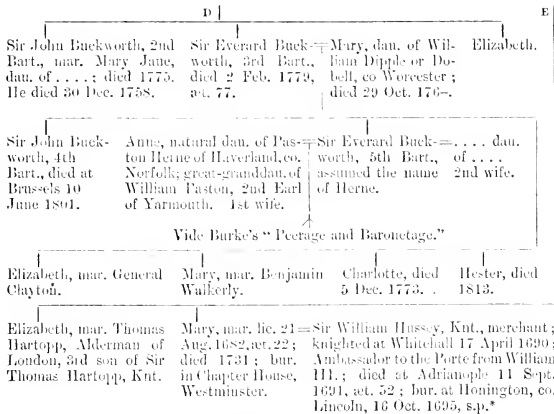 D
E
Sir John Buckworth, 2nd
Bart., mar. Mary Jane,
dau. of . . . . ; died 1775.
He died 30 Dec. 1758.
Sir Everard Buck-
worth, 3rd Bart.,
died 2 Feb. 1779,
æt. 77.
Mary, dau. of Wil-
liam Dipple or Do-
bell, co Worcester ;
died 29 Oct. 176–.
Elizabeth.
Sir John Buck-
worth, 4th
Bart., died at
Brussels 10
June 1801.
Anne, natural dau. of Pas-
ton Herne of Haverland, co.
Norfolk; great-granddau. of
William Paston, 2nd Earl
of Yarmouth. 1st wife.
Sir Everard Buck-
worth, 5th Bart.,
assumed the name
of Herne.
. . . . dau.
of . . . .
2nd wife.
Vide Burke's "Peerage and Baronetage."
Elizabeth, mar. General
Clayton.
Mary, mar. Benjamin
Walkerly.
Charlotte, died
5 Dec. 1773.
Hester, died
1813.
Elizabeth, mar. Thomas
Hartopp, Alderman of
London, 3rd son of Sir
Thomas Hartopp, Knt.
Mary, mar. lic. 21
Aug. 1682, æt. 22;
died 1731; bur.
in Chapter House,
Westminster.
Sir William Hussey, Knt., merchant ;
knighted at Whitehall 17 April 1690 ;
Ambassador to the Porte from William
III. ; died at Adrianople 14 Sept.
1691, æt. 52 ; bur. at Honington, co.
Lincoln, 16 Oct. 1695, s.p.*